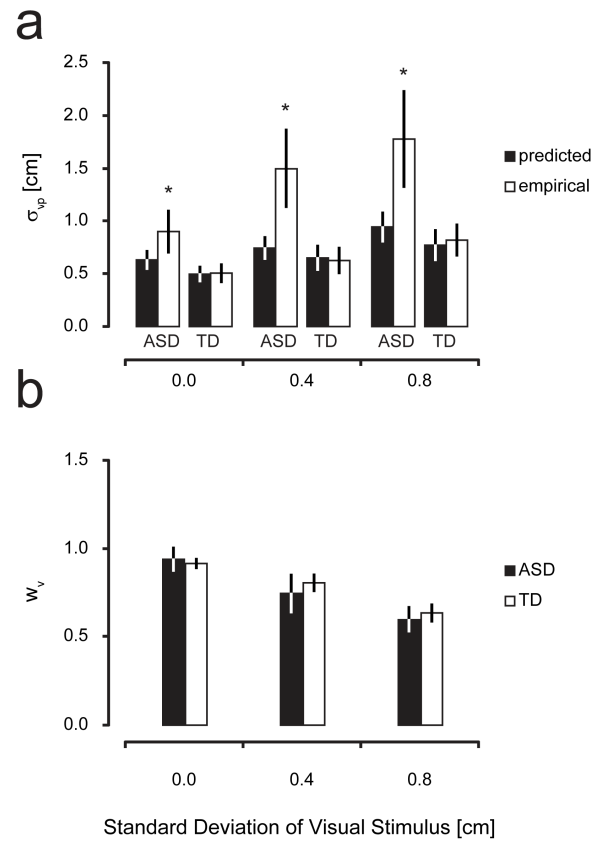 a
2.5
2.0
1.5
1.0
0.5
0.0
σvp [cm]
*
*
*
predicted
empirical
ASD TD ASD TD ASD TD
0.0 0.4 0.8
b
1.5
1.0
0.5
0.0
wv
ASD
TD
0.0 0.4 0.8
Standard Deviation of Visual Stimulus [cm]